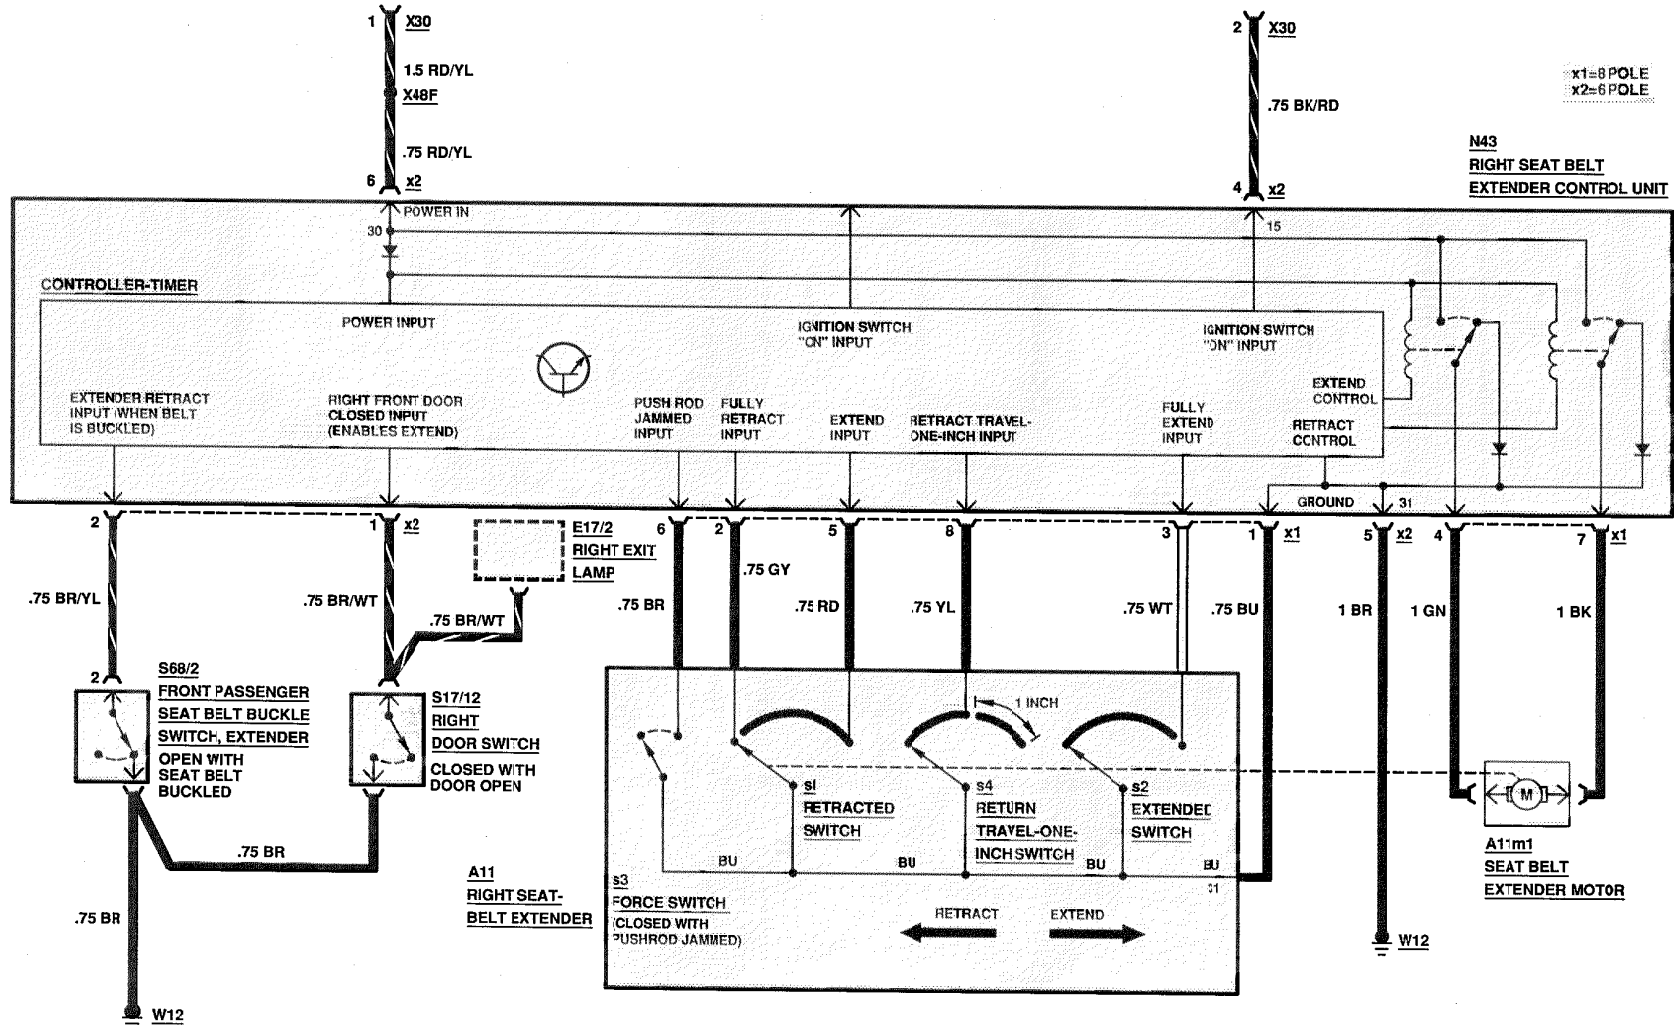 1 X30
2 X30
1.5 RD/YL
X48F
.75 RD/YL
.75 BK/RD
x1=8 POLE
x2=6 POLE
N43
RIGHT SEAT BELT
EXTENDER CONTROL UNIT
6 x2
4 x2
POWER IN
30
15
CONTROLLER-TIMER
POWER INPUT
IGNITION SWITCH
"ON" INPUT
IGNITION SWITCH
"ON" INPUT
EXTENDER RETRACT
INPUT (WHEN BELT
IS BUCKLED)
RIGHT FRONT DOOR
CLOSED INPUT
(ENABLES EXTEND)
PUSH ROD
JAMMED
INPUT
FULLY
RETRACT
INPUT
EXTEND
INPUT
RETRACT TRAVEL-
ONE-INCH INPUT
FULLY
EXTEND
INPUT
EXTEND
CONTROL
RETRACT
CONTROL
GROUND
31
2
1 x2
E17/2
RIGHT EXIT
LAMP
6
2
5
8
3
1 x1
5 x2
4
7 x1
.75 BR/YL
.75 BR/WT
.75 BR/WT
.75 BR
.75 GY
.75 RD
.75 YL
.75 WT
.75 BU
1 BR
1 GN
1 BK
2
S68/2
FRONT PASSENGER
SEAT BELT BUCKLE
SWITCH, EXTENDER
OPEN WITH
SEAT BELT
BUCKLED
S17/12
RIGHT
DOOR SWITCH
CLOSED WITH
DOOR OPEN
1 INCH
s1
RETRACTED
SWITCH
s4
RETURN
TRAVEL-ONE-
INCH SWITCH
s2
EXTENDED
SWITCH
M
A11m1
SEAT BELT
EXTENDER MOTOR
.75 BR
.75 BR
A11
RIGHT SEAT-
BELT EXTENDER
BU
BU
BU
BU
s3
FORCE SWITCH
(CLOSED WITH
PUSHROD JAMMED)
RETRACT
EXTEND
W12
W12